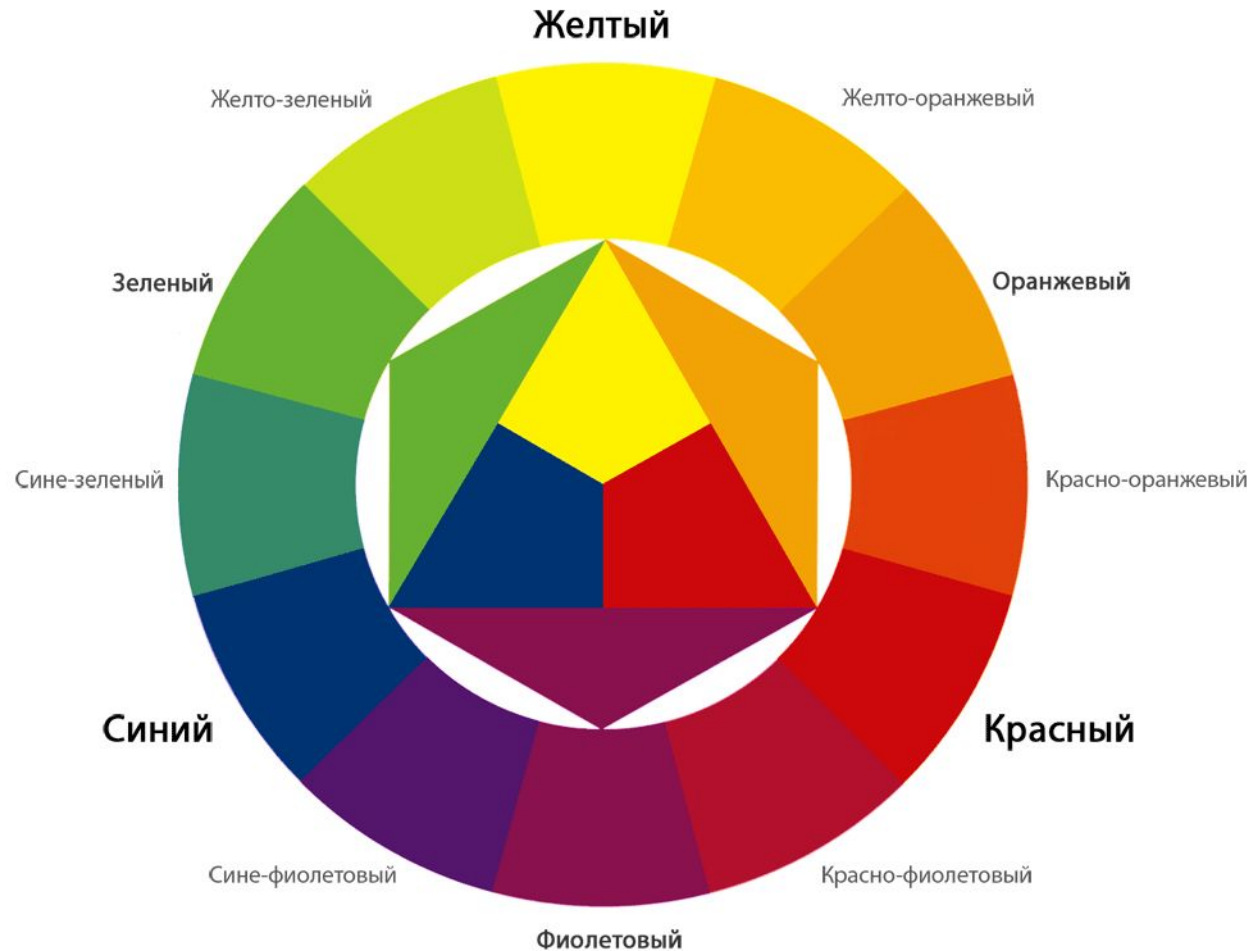 Желтый
Желто-зеленый
Желто-оранжевый
Зеленый
Оранжевый
Сине-зеленый
Красно-оранжевый
Синий
Красный
Сине-фиолетовый
Красно-фиолетовый
Фиолетовый